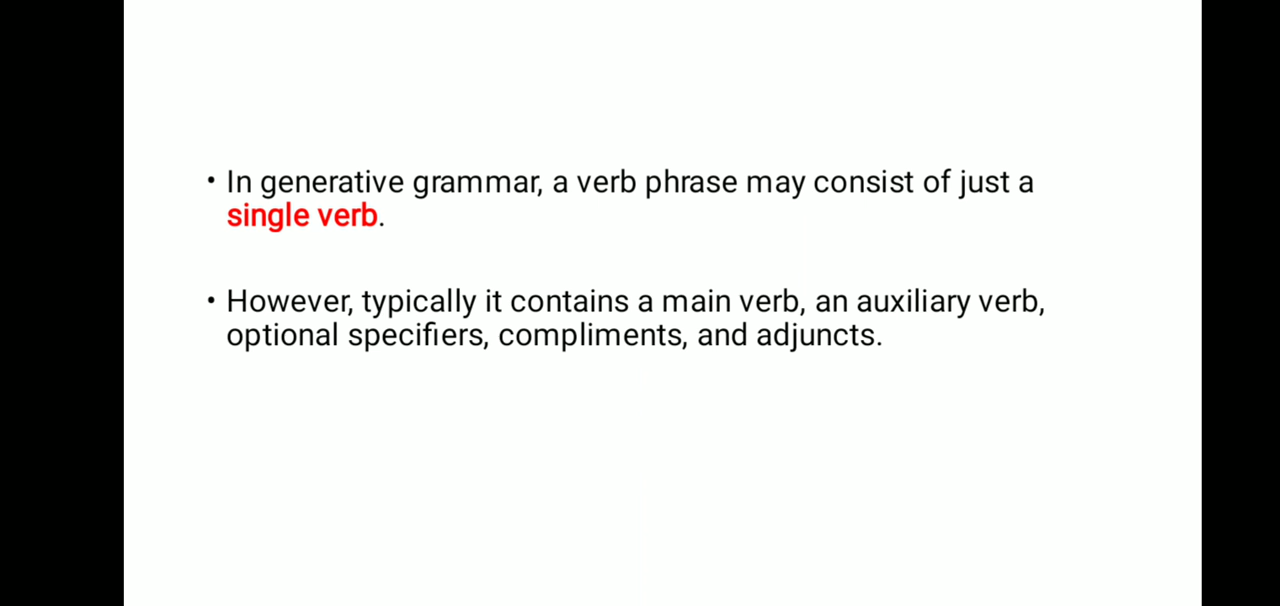 • In generative grammar, a verb phrase may consist of just a
single verb.
• However, typically it contains a main verb, an auxiliary verb,
optional specifiers, compliments, and adjuncts.